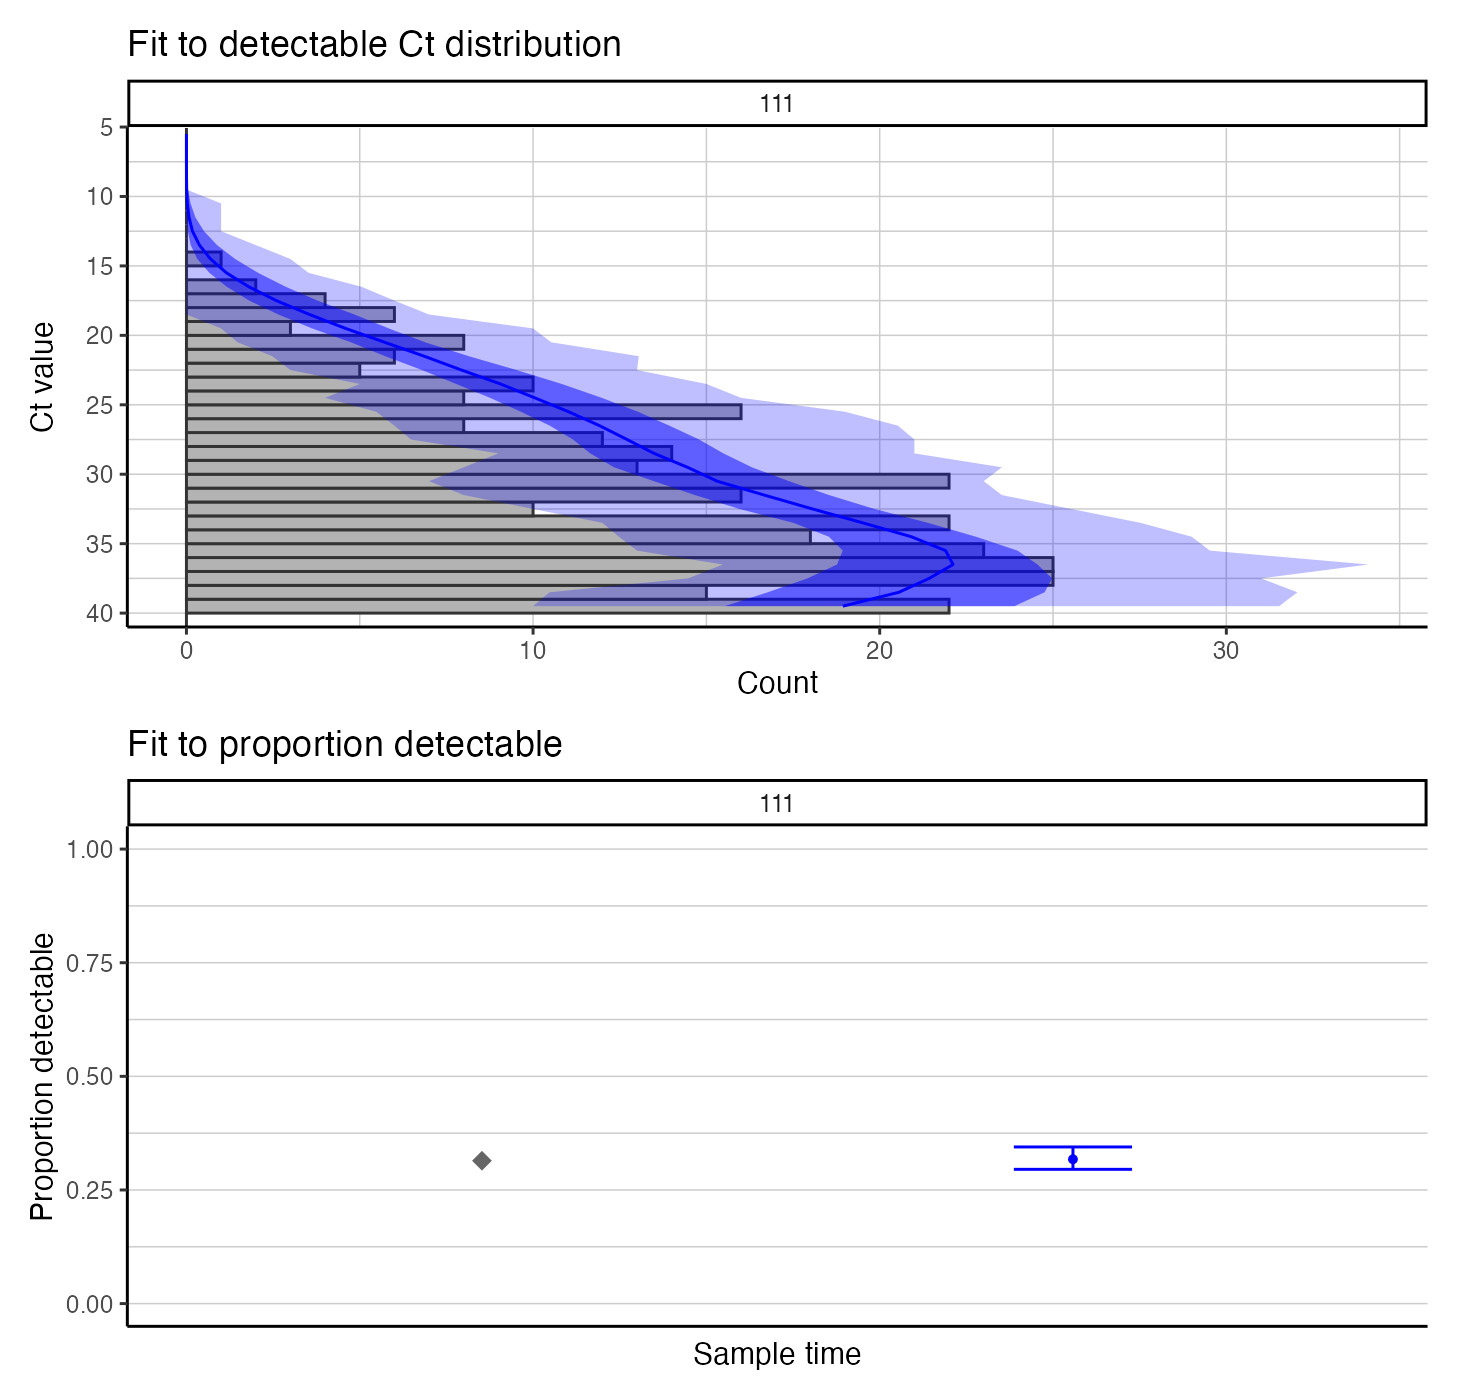 Fit to detectable Ct distribution
111
5
10
15
20
25
30
35
40
Ct value
0 10 20 30
Count
Fit to proportion detectable
111
1.00
0.75
0.50
0.25
0.00
Proportion detectable
Sample time